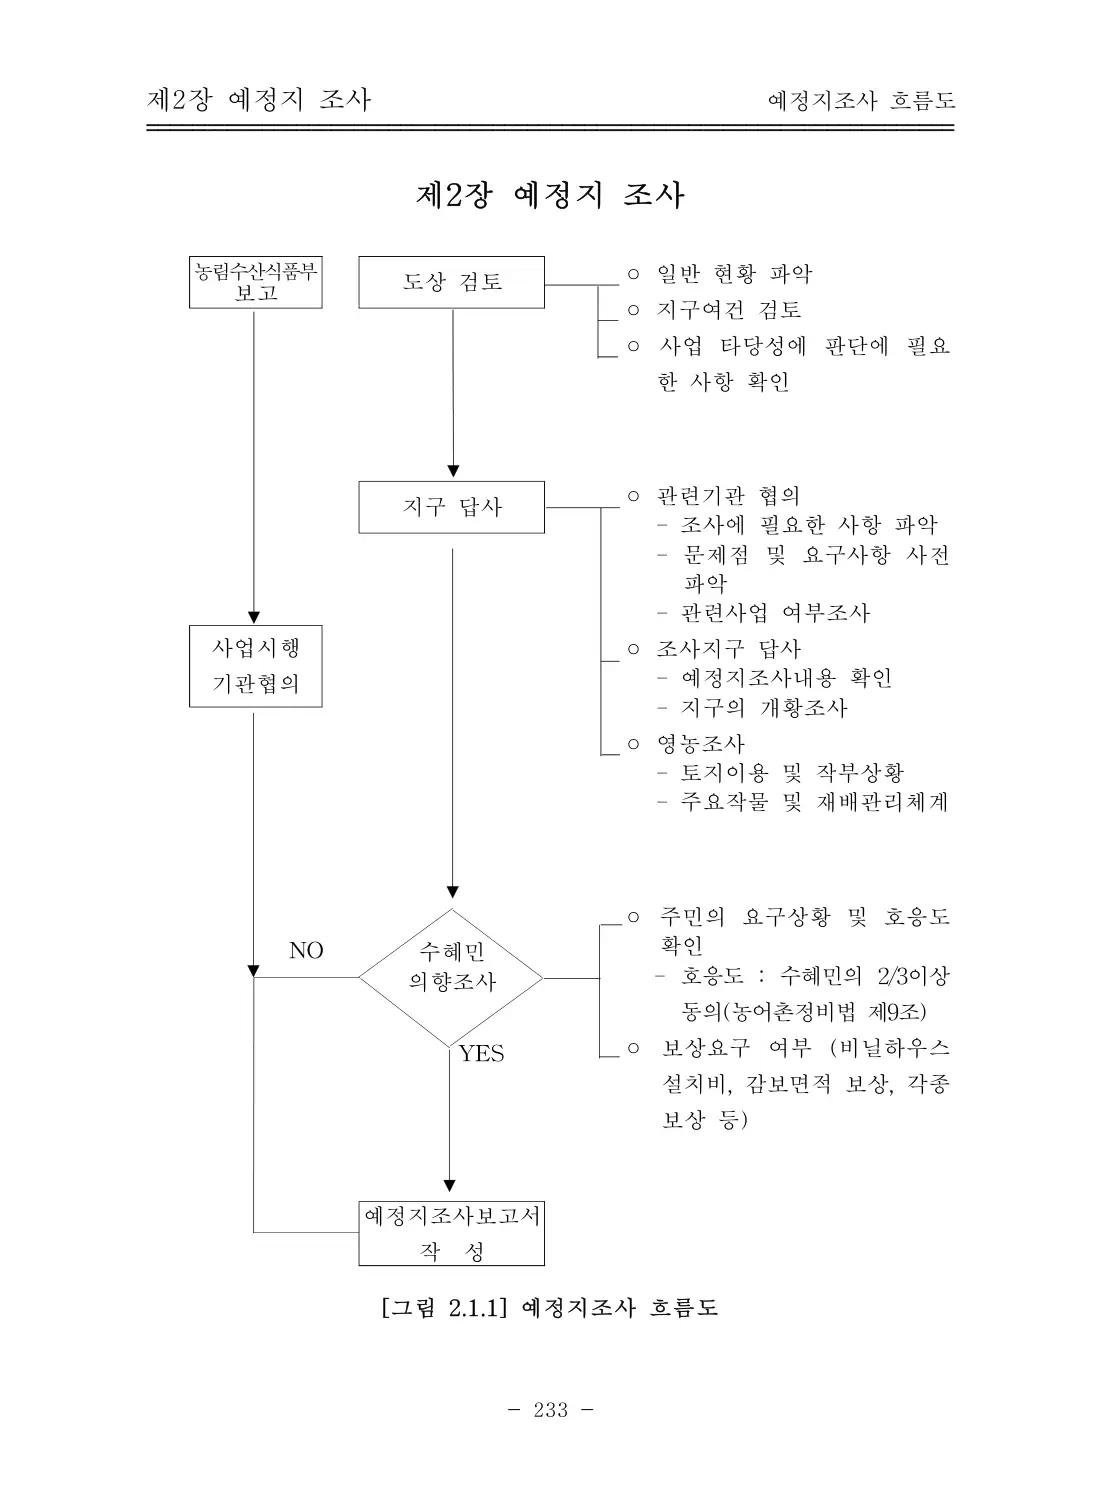 제2장 예정지 조사
예정지조사 흐름도
제2장 예정지 조사
농림수산식품부
보고
도상 검토
○ 일반 현황 파악
○ 지구여건 검토
○ 사업 타당성에 판단에 필요
한 사항 확인
지구 답사
○ 관련기관 협의
- 조사에 필요한 사항 파악
- 문제점 및 요구사항 사전
파악
- 관련사업 여부조사
사업시행
기관협의
○ 조사지구 답사
- 예정지조사내용 확인
- 지구의 개황조사
○ 영농조사
- 토지이용 및 작부상황
- 주요작물 및 재배관리체계
NO
수혜민
의향조사
YES
○ 주민의 요구상황 및 호응도
확인
- 호응도 : 수혜민의 2/3이상
동의(농어촌정비법 제9조)
○ 보상요구 여부 (비닐하우스
설치비, 감보면적 보상, 각종
보상 등)
예정지조사보고서
작 성
[그림 2.1.1] 예정지조사 흐름도
- 233 -